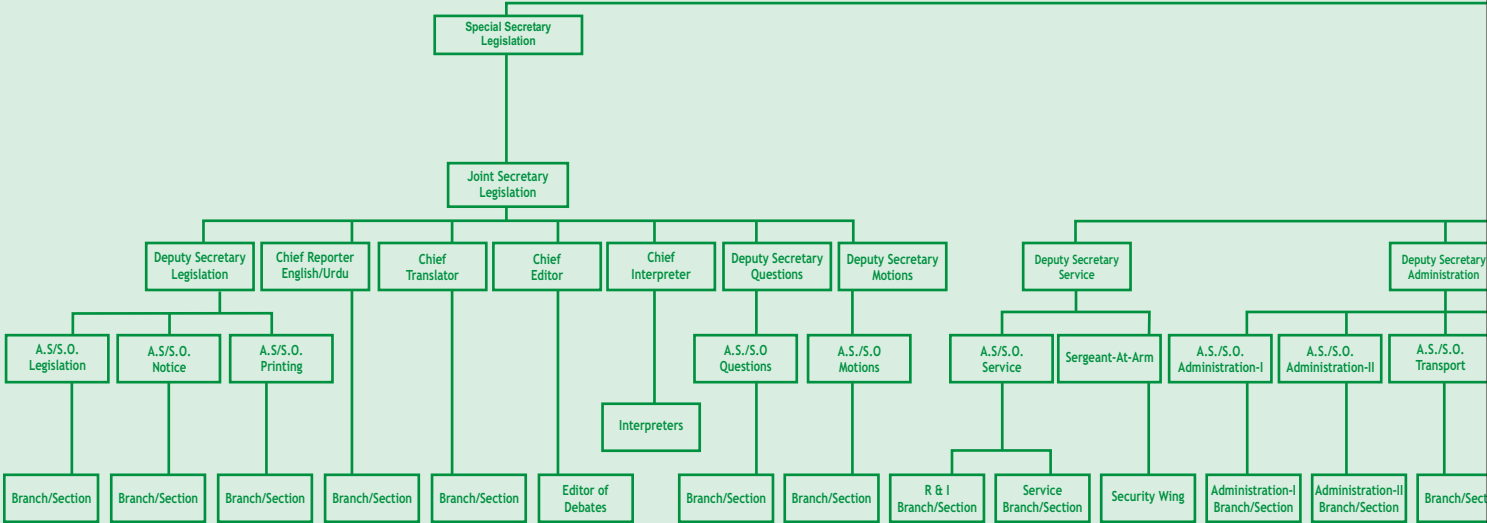 Special Secretary
Legislation
Joint Secretary
Legislation
Deputy Secretary
Legislation
Chief Reporter
English/Urdu
Chief
Translator
Chief
Editor
Chief
Interpreter
Deputy Secretary
Questions
Deputy Secretary
Motions
Deputy Secretary
Service
Deputy Secretary
Administration
A.S/S.O.
Legislation
A.S/S.O.
Notice
A.S/S.O.
Printing
A.S./S.O
Questions
A.S./S.O
Motions
A.S/S.O.
Service
Sergeant-At-Arm
A.S./S.O.
Administration-I
A.S./S.O.
Administration-II
A.S./S.O.
Transport
Interpreters
Branch/Section
Branch/Section
Branch/Section
Branch/Section
Branch/Section
Editor of
Debates
Branch/Section
Branch/Section
R & I
Branch/Section
Service
Branch/Section
Security Wing
Administration-I
Branch/Section
Administration-II
Branch/Section
Branch/Sect